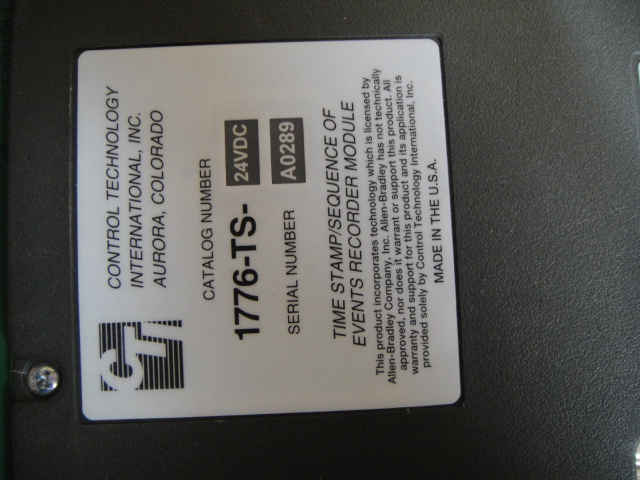 CTI
CONTROL TECHNOLOGY
INTERNATIONAL, INC.
AURORA, COLORADO
CATALOG NUMBER
1776-TS- 24VDC
SERIAL NUMBER A0289
TIME STAMP/SEQUENCE OF
EVENTS RECORDER MODULE
This product incorporates technology which is licensed by
Allen-Bradley Company, Inc. Allen-Bradley has not technically
approved, nor does it warrant or support this product. All
warranty and support for this product and its application is
provided solely by Control Technology International, Inc.
MADE IN THE U.S.A.